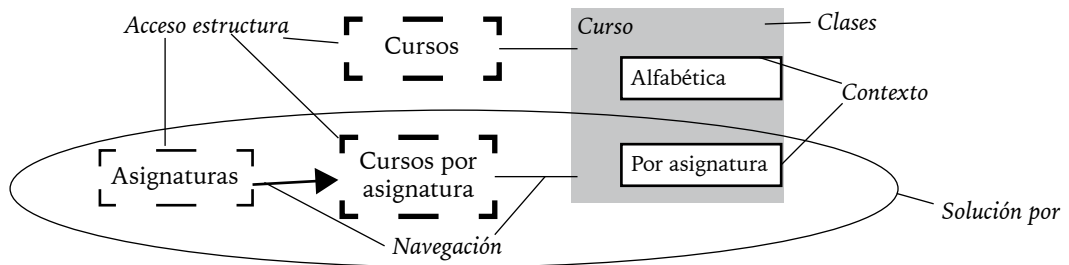 Acceso estructura
Cursos
Curso
Clases
Alfabética
Contexto
Asignaturas
Cursos por
asignatura
Por asignatura
Solución por
Navegación